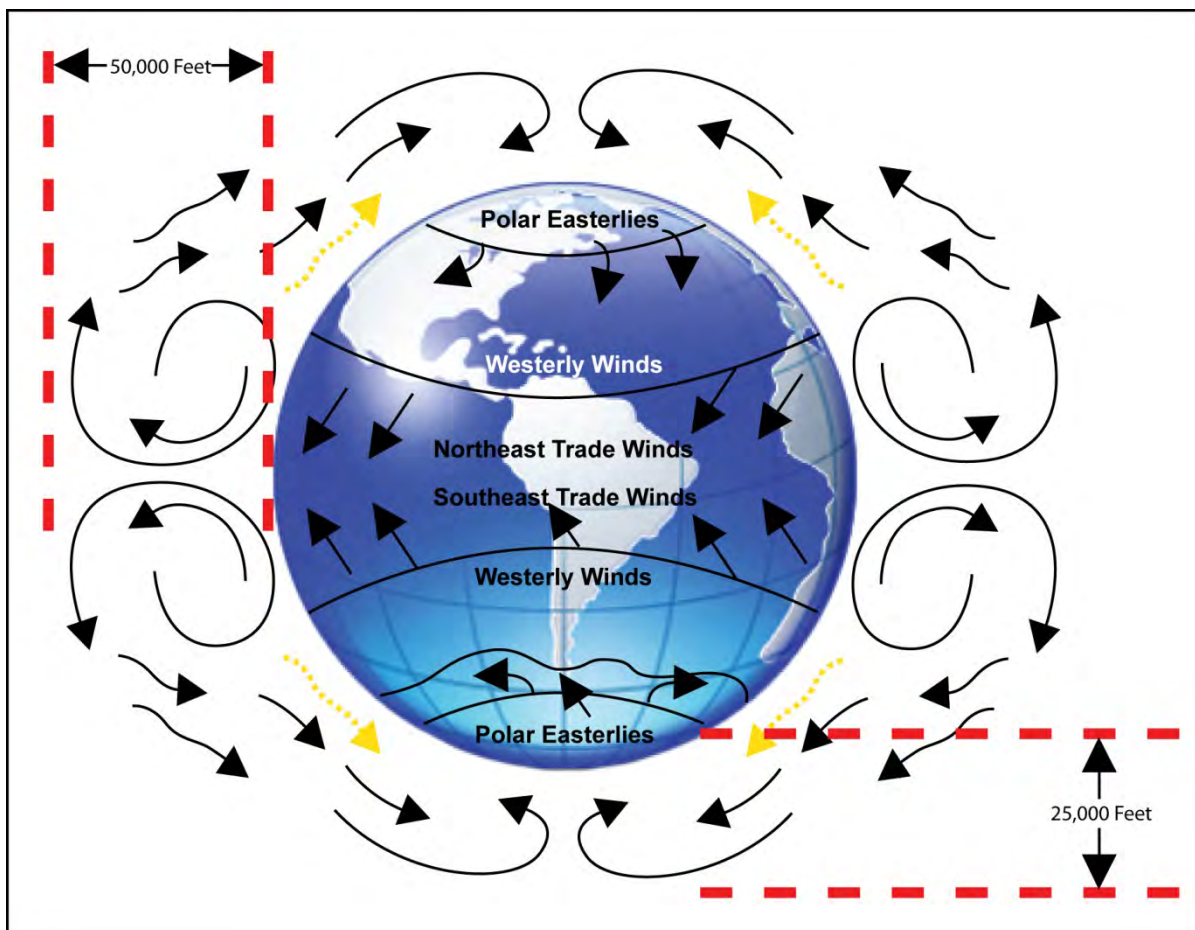 50,000 Feet
Polar Easterlies
Westerly Winds
Northeast Trade Winds
Southeast Trade Winds
Westerly Winds
Polar Easterlies
25,000 Feet